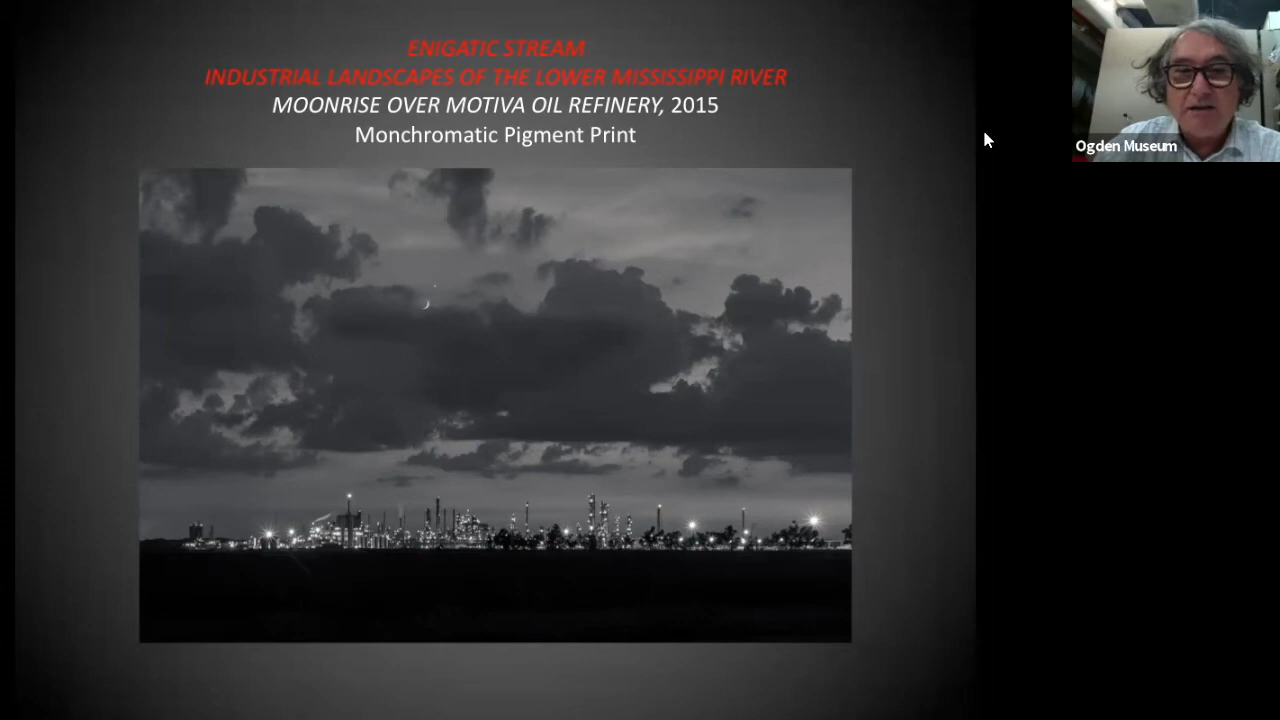 ENIGATIC STREAM
INDUSTRIAL LANDSCAPES OF THE LOWER MISSISSIPPI RIVER
MOONRISE OVER MOTIVA OIL REFINERY, 2015
Monchromatic Pigment Print
Ogden Museum